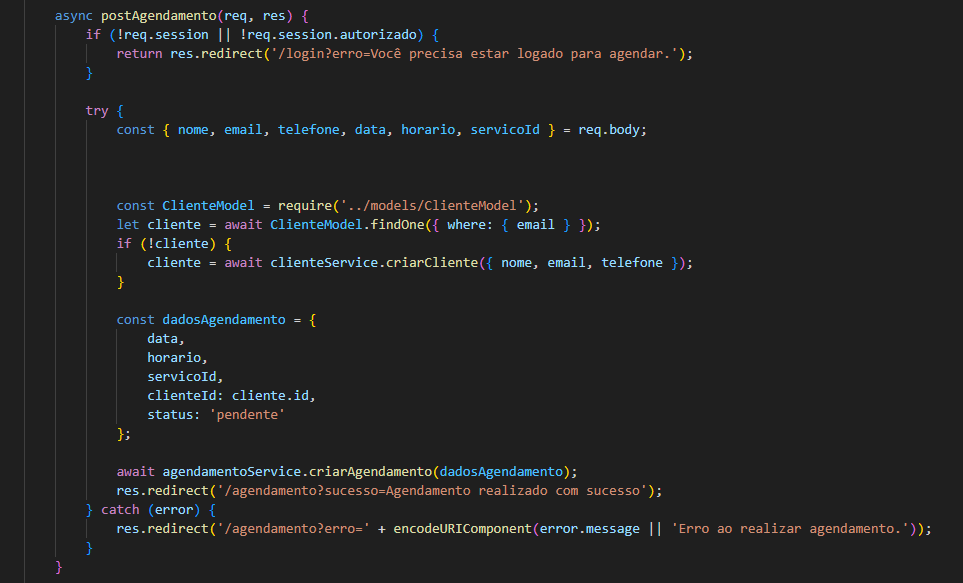 async postAgendamento(req, res) {
if (!req.session || !req.session.autorizado) {
return res.redirect('/login?erro=Você precisa estar logado para agendar.');
}
try {
const { nome, email, telefone, data, horario, servicoId } = req.body;
const ClienteModel = require('../models/ClienteModel');
let cliente = await ClienteModel.findOne({ where: { email } });
if (!cliente) {
cliente = await clienteService.criarCliente({ nome, email, telefone });
}
const dadosAgendamento = {
data,
horario,
servicoId,
clienteId: cliente.id,
status: 'pendente'
};
await agendamentoService.criarAgendamento(dadosAgendamento);
res.redirect('/agendamento?sucesso=Agendamento realizado com sucesso');
} catch (error) {
res.redirect('/agendamento?erro=' + encodeURIComponent(error.message || 'Erro ao realizar agendamento.'));
}
}